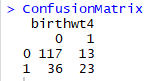 > ConfusionMatrix
birthwt4
0 1
0 117 13
1 36 23